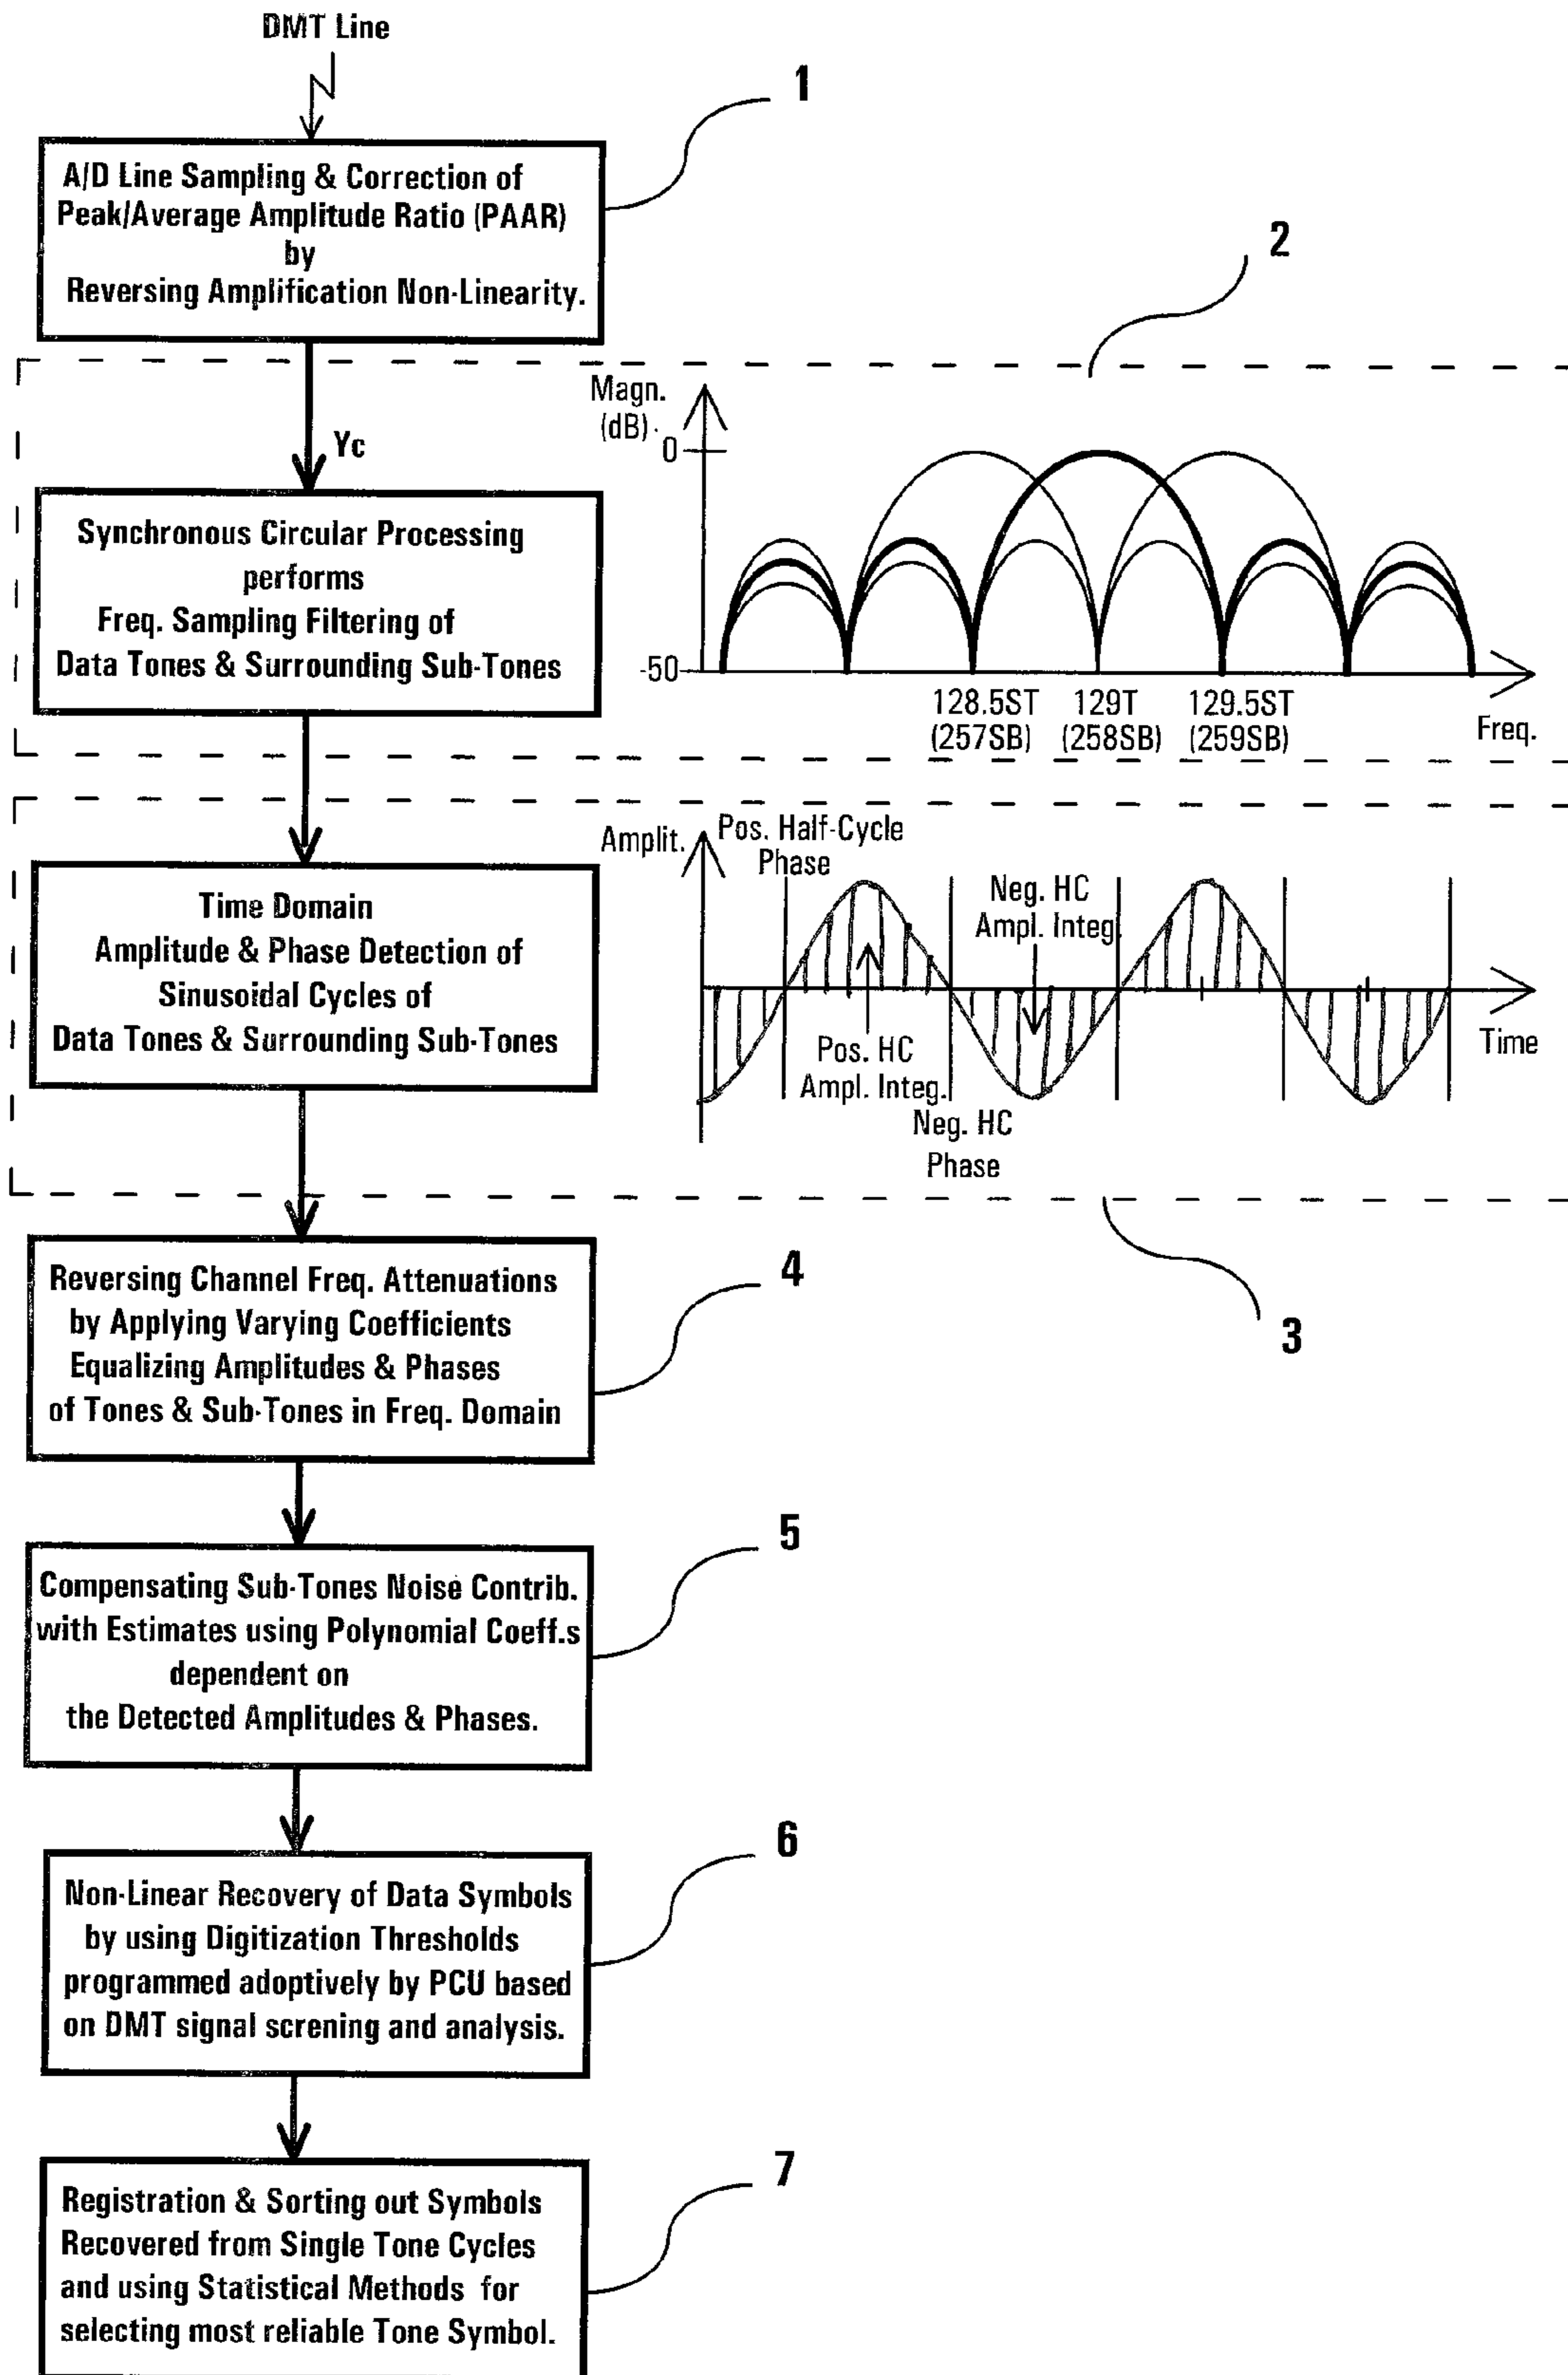 DMT Line
1
A/D Line Sampling & Correction of
Peak/Average Amplitude Ratio (PAAR)
by
Reversing Amplification Non-Linearity.
2
Yc
Synchronous Circular Processing
performs
Freq. Sampling Filtering of
Data Tones & Surrounding Sub-Tones
Magn.
(dB)
0
-50
128.5ST 129T 129.5ST
(257SB) (258SB) (259SB)
Freq.
Time Domain
Amplitude & Phase Detection of
Sinusoidal Cycles of
Data Tones & Surrounding Sub-Tones
Amplit.
Pos. Half-Cycle
Phase
Neg. HC
Ampl. Integ.
Pos. HC
Ampl. Integ.
Neg. HC
Phase
Time
3
Reversing Channel Freq. Attenuations
by Applying Varying Coefficients
Equalizing Amplitudes & Phases
of Tones & Sub-Tones in Freq. Domain
4
Compensating Sub-Tones Noise Contrib.
with Estimates using Polynomial Coeff.s
dependent on
the Detected Amplitudes & Phases.
5
Non-Linear Recovery of Data Symbols
by using Digitization Thresholds
programmed adoptively by PCU based
on DMT signal screning and analysis.
6
Registration & Sorting out Symbols
Recovered from Single Tone Cycles
and using Statistical Methods for
selecting most reliable Tone Symbol.
7